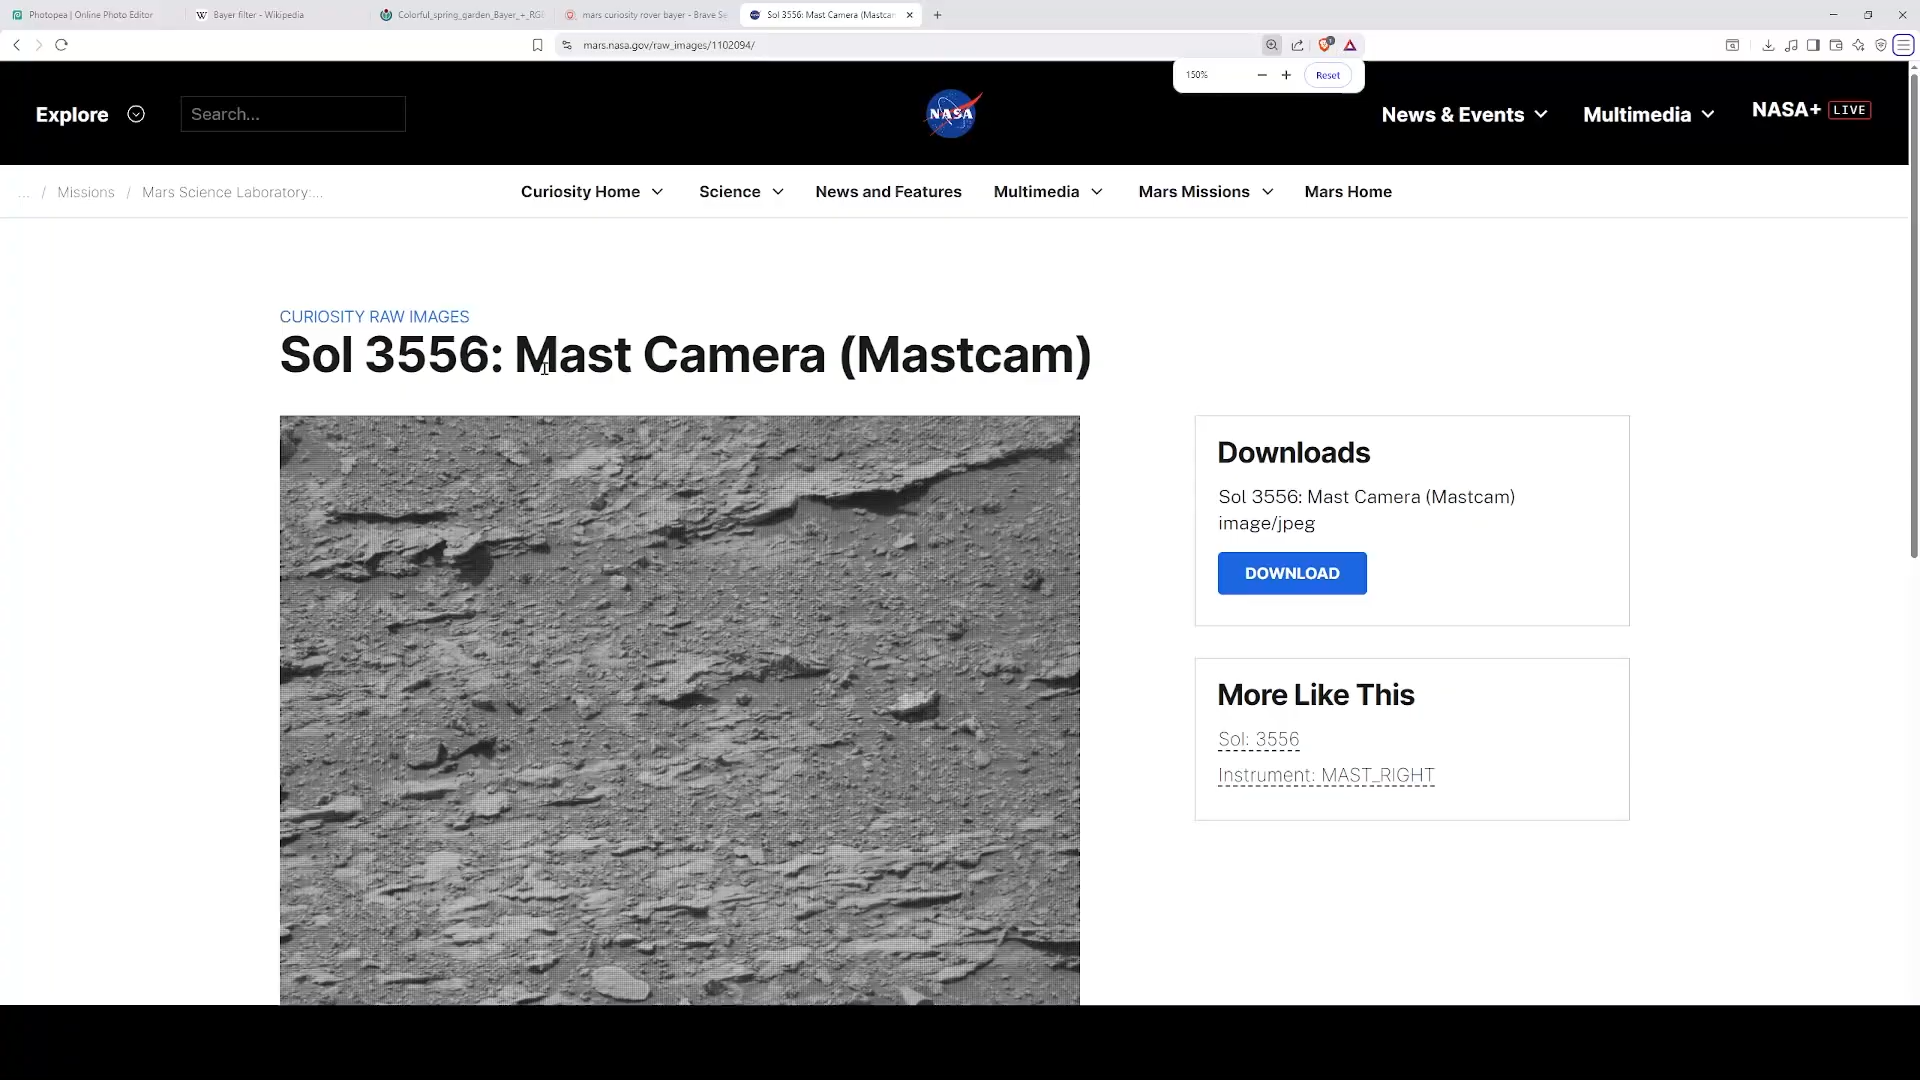 Photopea | Online Photo Editor
Bayer filter - Wikipedia
Colorful_spring_garden_Bayer_+_RG
mars curiosity rover bayer - Brave Se
Sol 3556: Mast Camera (Mastcar
mars.nasa.gov/raw_images/1102094/
150%
Reset
Explore
Search...
NASA
News & Events
Multimedia
NASA+ LIVE
... / Missions / Mars Science Laboratory:...
Curiosity Home
Science
News and Features
Multimedia
Mars Missions
Mars Home
CURIOSITY RAW IMAGES
Sol 3556: Mast Camera (Mastcam)
Downloads
Sol 3556: Mast Camera (Mastcam)
image/jpeg
DOWNLOAD
More Like This
Sol: 3556
Instrument: MAST_RIGHT